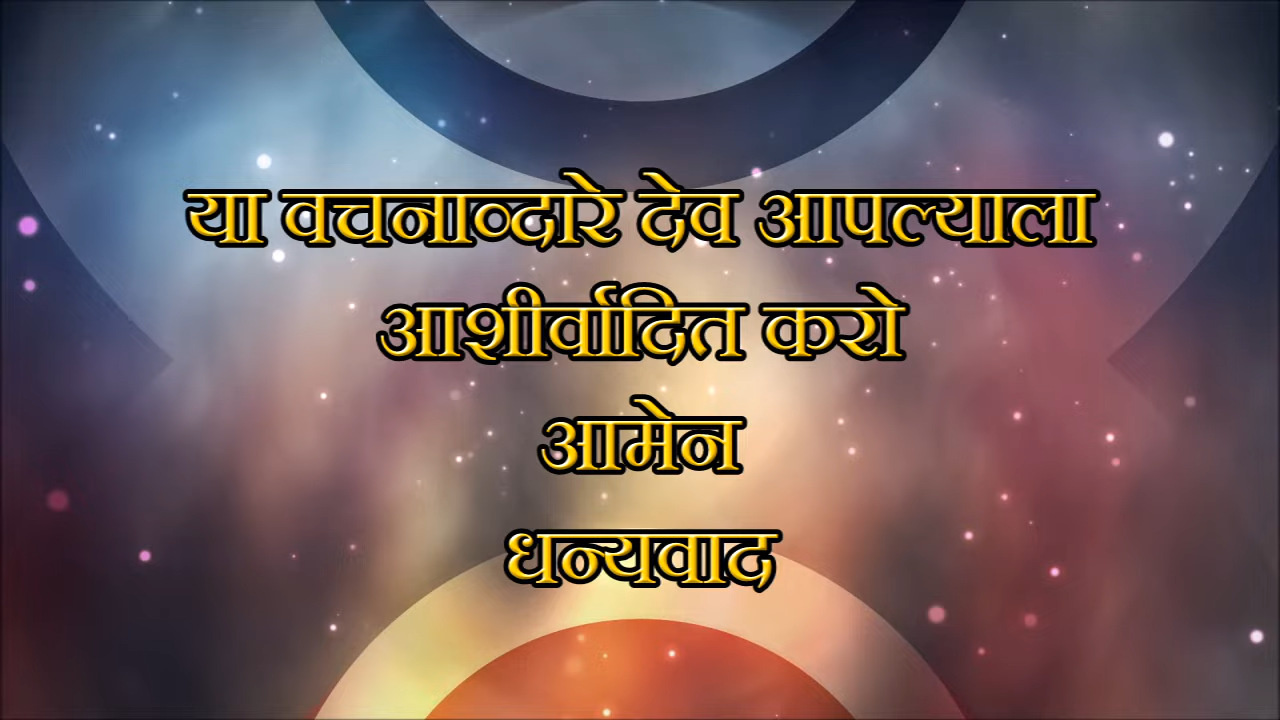 या वचनाव्दारे देव आपल्याला
आशीर्वादित करो
आमेन
धन्यवाद